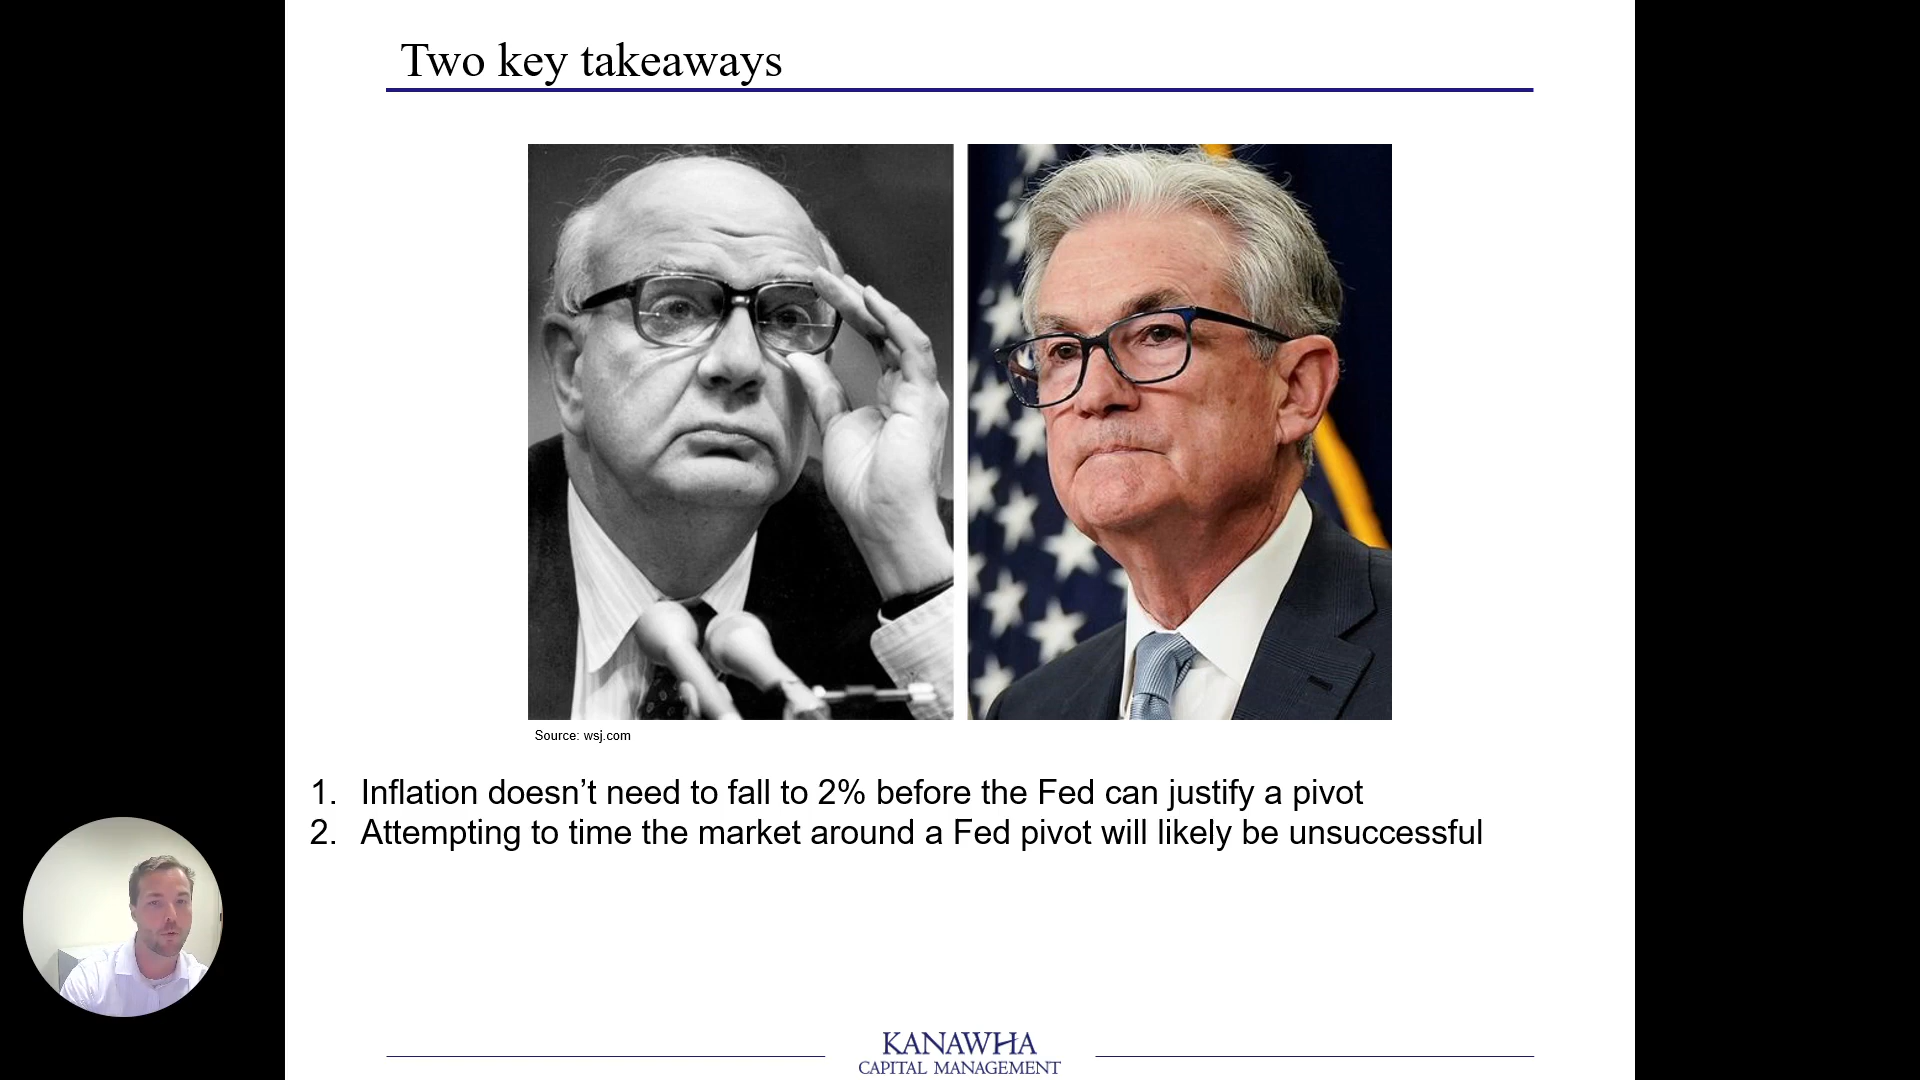 Two key takeaways
Source: wsj.com
1. Inflation doesn’t need to fall to 2% before the Fed can justify a pivot
2. Attempting to time the market around a Fed pivot will likely be unsuccessful
KANAWHA
CAPITAL MANAGEMENT